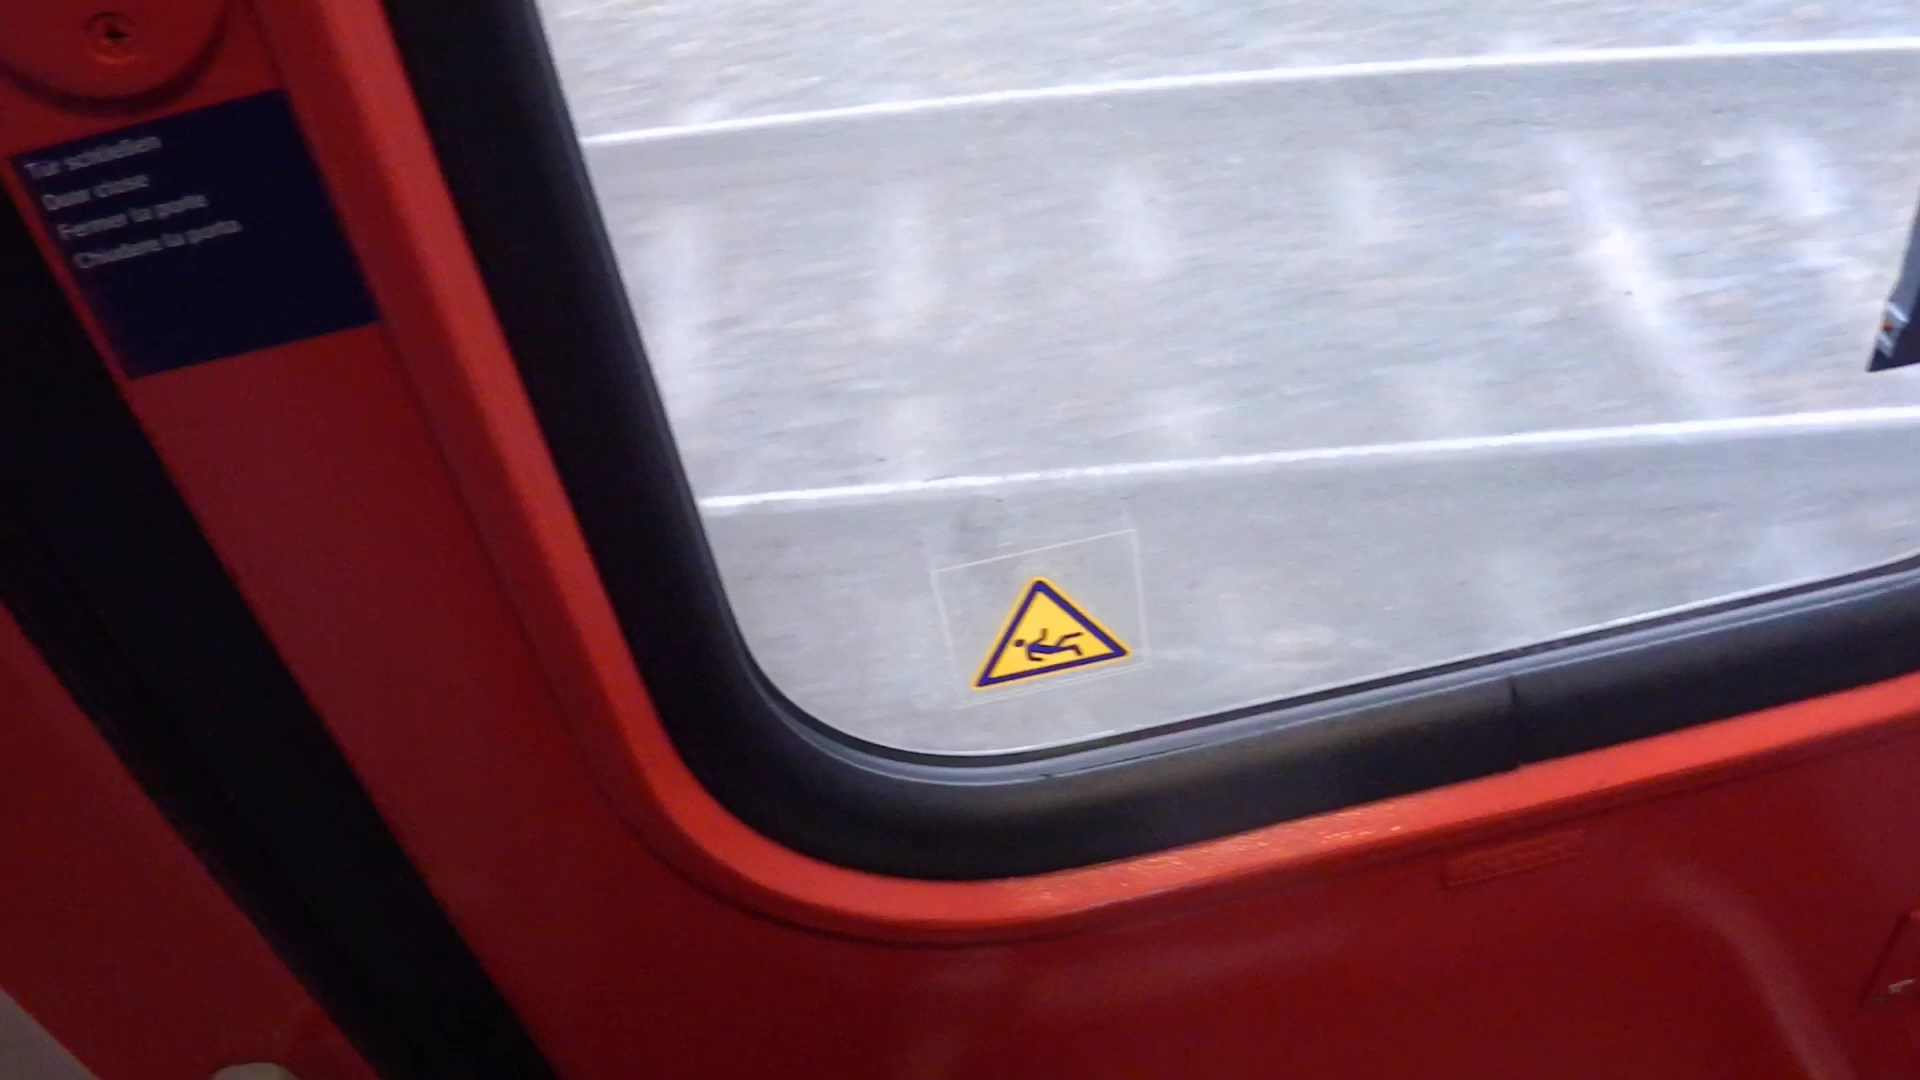 Tür schließen
Door close
Fermer la porte
Chiudere la porta